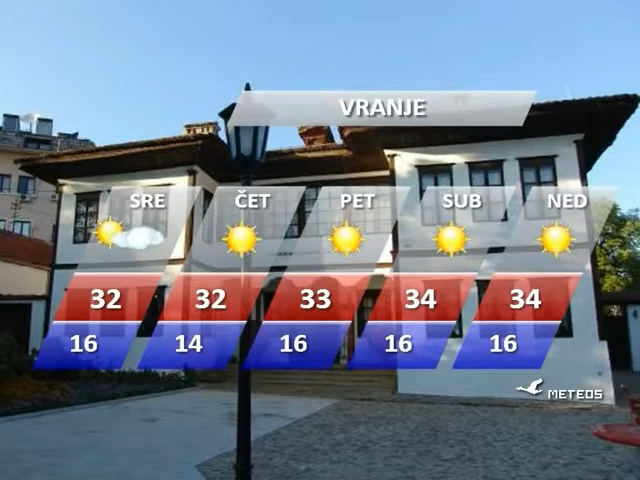 VRANJE
SRE ČET PET SUB NED
32 32 33 34 34
16 14 16 16 16
METEOS